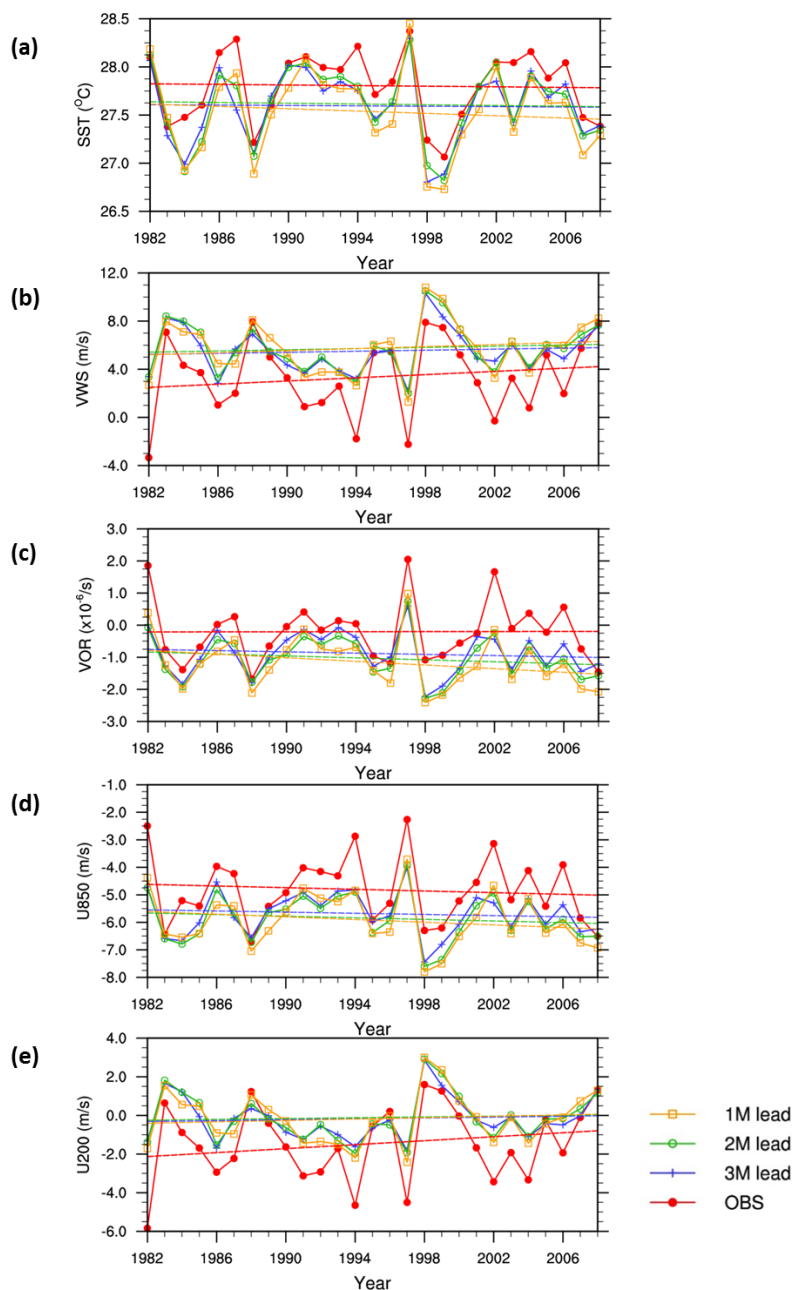 (a)
SST (°C)
28.5
28.0
27.5
27.0
26.5
1982 1986 1990 1994 1998 2002 2006
Year
(b)
VWS (m/s)
12.0
8.0
4.0
0.0
-4.0
1982 1986 1990 1994 1998 2002 2006
Year
(c)
VOR (x10⁻⁶/s)
3.0
2.0
1.0
0.0
-1.0
-2.0
-3.0
1982 1986 1990 1994 1998 2002 2006
Year
(d)
U850 (m/s)
-1.0
-2.0
-3.0
-4.0
-5.0
-6.0
-7.0
-8.0
1982 1986 1990 1994 1998 2002 2006
Year
(e)
U200 (m/s)
4.0
2.0
0.0
-2.0
-4.0
-6.0
1982 1986 1990 1994 1998 2002 2006
Year
1M lead
2M lead
3M lead
OBS